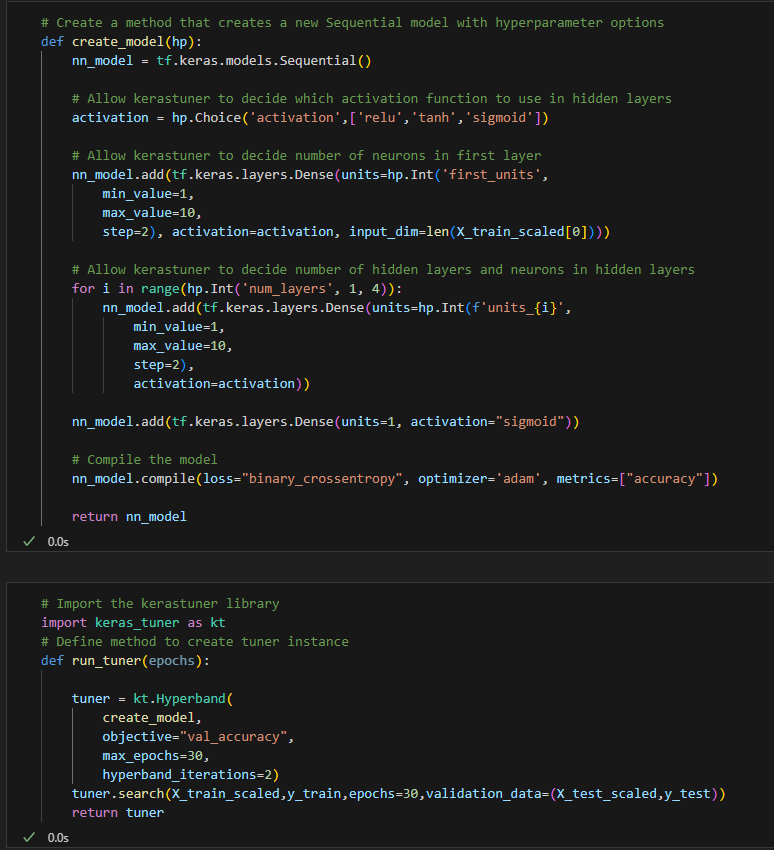 # Create a method that creates a new Sequential model with hyperparameter options
def create_model(hp):
nn_model = tf.keras.models.Sequential()
# Allow kerastuner to decide which activation function to use in hidden layers
activation = hp.Choice('activation',['relu','tanh','sigmoid'])
# Allow kerastuner to decide number of neurons in first layer
nn_model.add(tf.keras.layers.Dense(units=hp.Int('first_units',
min_value=1,
max_value=10,
step=2), activation=activation, input_dim=len(X_train_scaled[0])))
# Allow kerastuner to decide number of hidden layers and neurons in hidden layers
for i in range(hp.Int('num_layers', 1, 4)):
nn_model.add(tf.keras.layers.Dense(units=hp.Int(f'units_{i}',
min_value=1,
max_value=10,
step=2),
activation=activation))
nn_model.add(tf.keras.layers.Dense(units=1, activation="sigmoid"))
# Compile the model
nn_model.compile(loss="binary_crossentropy", optimizer='adam', metrics=["accuracy"])
return nn_model
0.0s
# Import the kerastuner library
import keras_tuner as kt
# Define method to create tuner instance
def run_tuner(epochs):
tuner = kt.Hyperband(
create_model,
objective="val_accuracy",
max_epochs=30,
hyperband_iterations=2)
tuner.search(X_train_scaled,y_train,epochs=30,validation_data=(X_test_scaled,y_test))
return tuner
0.0s